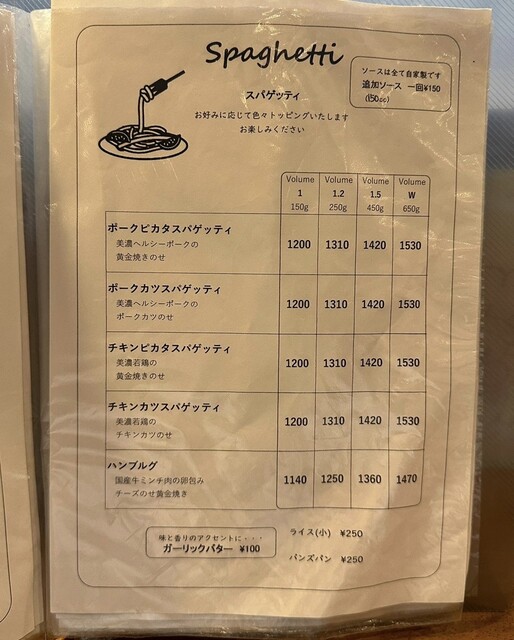 Spaghetti
ソースは全て自家製です
追加ソース 一回¥150
(150cc)
スパゲッティ
お好みに応じて色々トッピングいたします
お楽しみください
Volume Volume Volume Volume
1 1.2 1.5 W
150g 250g 450g 650g
ポークピカタスパゲッティ
美濃ヘルシーポークの
黄金焼きのせ
1200 1310 1420 1530
ポークカツスパゲッティ
美濃ヘルシーポークの
ポークカツのせ
1200 1310 1420 1530
チキンピカタスパゲッティ
美濃若鶏の
黄金焼きのせ
1200 1310 1420 1530
チキンカツスパゲッティ
美濃若鶏の
チキンカツのせ
1200 1310 1420 1530
ハンブルグ
国産牛ミンチ肉の卵包み
チーズのせ黄金焼き
1140 1250 1360 1470
味と香りのアクセントに・・・
ガーリックバター ¥100
ライス(小) ¥250
パンズパン ¥250